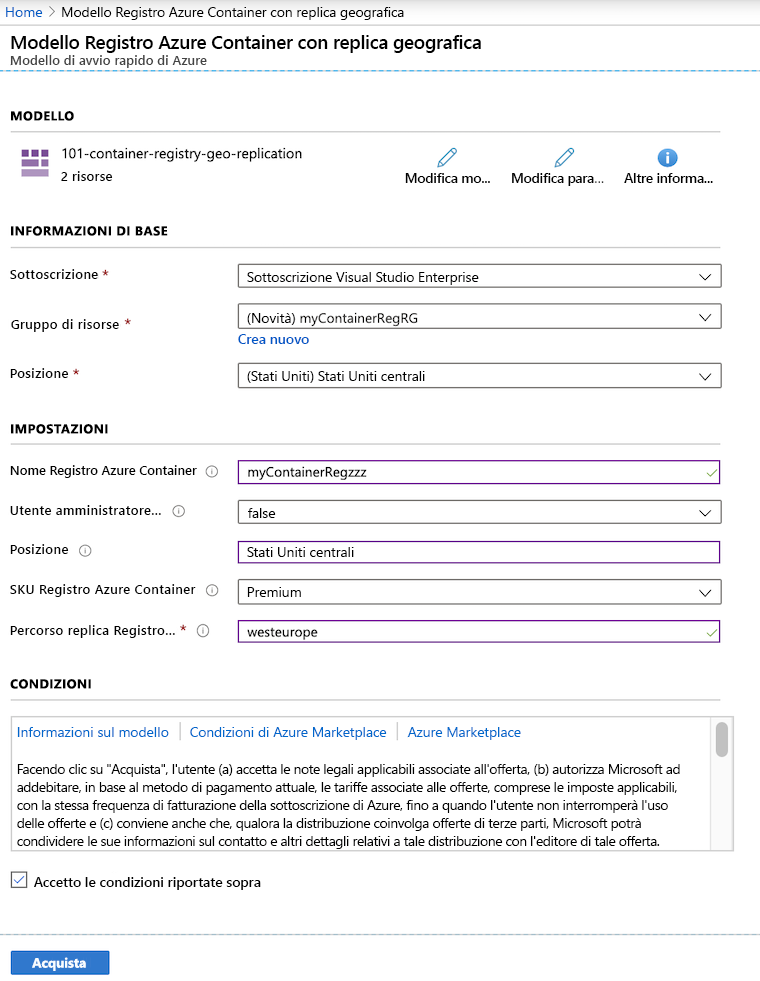 Home > Modello Registro Azure Container con replica geografica
Modello Registro Azure Container con replica geografica
Modello di avvio rapido di Azure
MODELLO
101-container-registry-geo-replication
2 risorse
Modifica mo... Modifica para... Altre informa...
INFORMAZIONI DI BASE
Sottoscrizione * Sottoscrizione Visual Studio Enterprise
Gruppo di risorse * (Novità) myContainerRegRG
Crea nuovo
Posizione * (Stati Uniti) Stati Uniti centrali
IMPOSTAZIONI
Nome Registro Azure Container myContainerRegzzz
Utente amministratore... false
Posizione Stati Uniti centrali
SKU Registro Azure Container Premium
Percorso replica Registro... * westeurope
CONDIZIONI
Informazioni sul modello | Condizioni di Azure Marketplace | Azure Marketplace
Facendo clic su "Acquista", l'utente (a) accetta le note legali applicabili associate all'offerta, (b) autorizza Microsoft ad
addebitare, in base al metodo di pagamento attuale, le tariffe associate alle offerte, comprese le imposte applicabili,
con la stessa frequenza di fatturazione della sottoscrizione di Azure, fino a quando l'utente non interromperà l'uso
delle offerte e (c) conviene anche che, qualora la distribuzione coinvolga offerte di terze parti, Microsoft potrà
condividere le sue informazioni sul contatto e altri dettagli relativi a tale distribuzione con l'editore di tale offerta.
Accetto le condizioni riportate sopra
Acquista